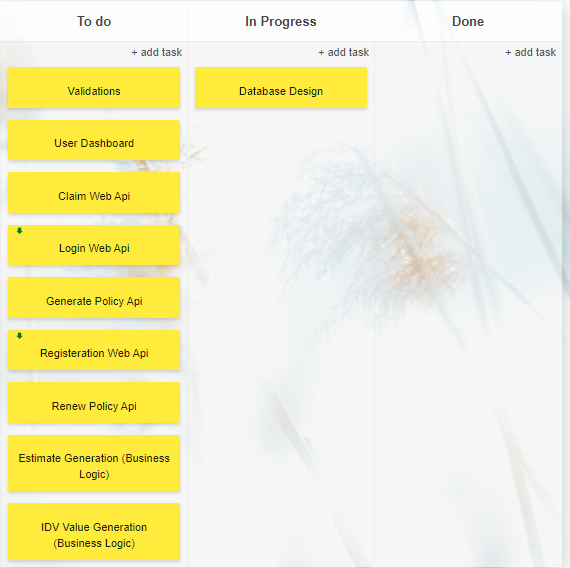 To do
In Progress
Done
+ add task
+ add task
+ add task
Validations
Database Design
User Dashboard
Claim Web Api
Login Web Api
Generate Policy Api
Registeration Web Api
Renew Policy Api
Estimate Generation (Business
Logic)
IDV Value Generation
(Business Logic)